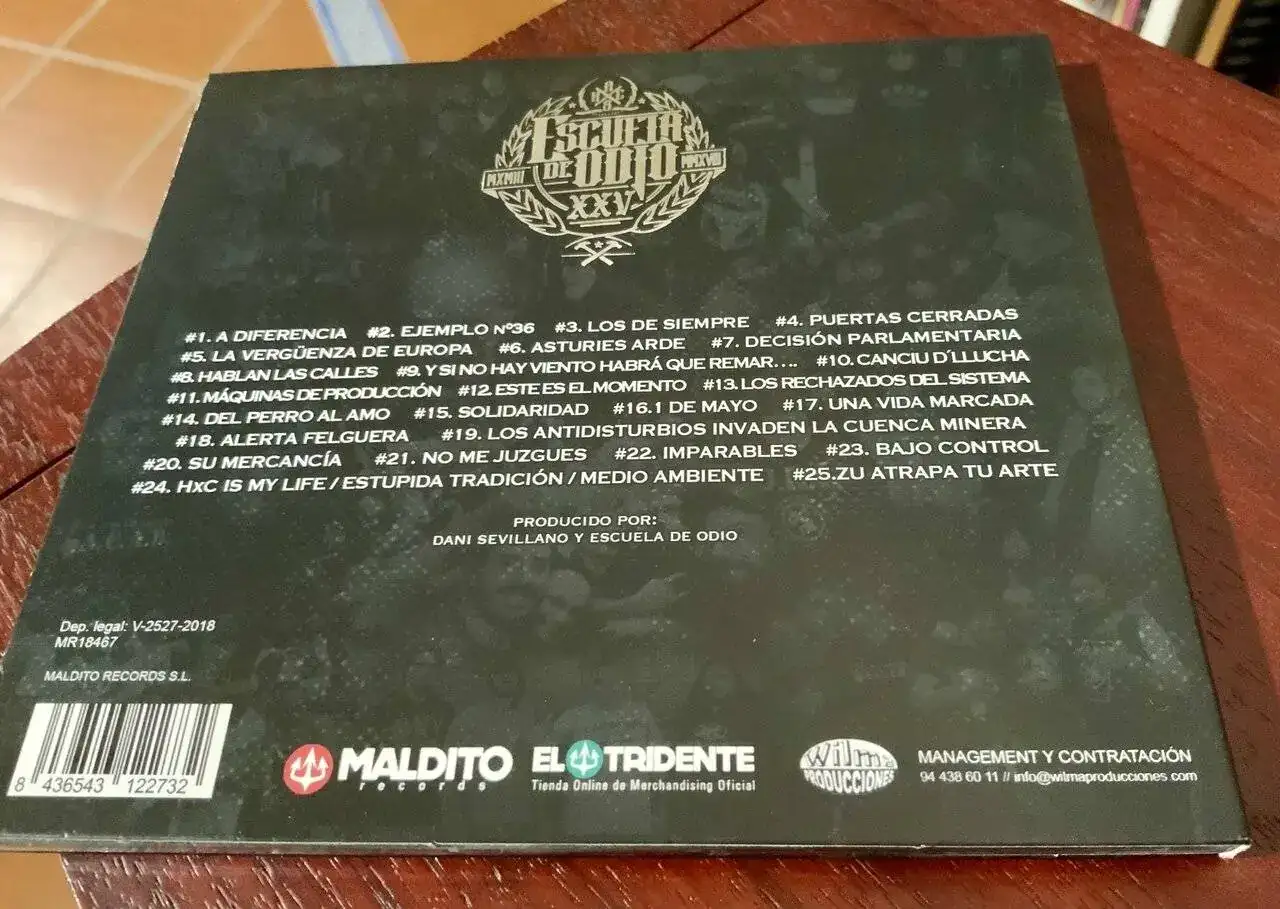 ESCUELA
DE ODIO
MXMIII MMXVIII
XXV
#1. A DIFERENCIA #2. EJEMPLO Nº36 #3. LOS DE SIEMPRE #4. PUERTAS CERRADAS
#5. LA VERGÜENZA DE EUROPA #6. ASTURIES ARDE #7. DECISIÓN PARLAMENTARIA
#8. HABLAN LAS CALLES #9. Y SI NO HAY VIENTO HABRÁ QUE REMAR.... #10. CANCIU D´LLUCHA
#11. MÁQUINAS DE PRODUCCIÓN #12. ESTE ES EL MOMENTO #13. LOS RECHAZADOS DEL SISTEMA
#14. DEL PERRO AL AMO #15. SOLIDARIDAD #16.1 DE MAYO #17. UNA VIDA MARCADA
#18. ALERTA FELGUERA #19. LOS ANTIDISTURBIOS INVADEN LA CUENCA MINERA
#20. SU MERCANCÍA #21. NO ME JUZGUES #22. IMPARABLES #23. BAJO CONTROL
#24. HxC IS MY LIFE / ESTUPIDA TRADICIÓN / MEDIO AMBIENTE #25.ZU ATRAPA TU ARTE
PRODUCIDO POR:
DANI SEVILLANO Y ESCUELA DE ODIO
Dep. legal: V-2527-2018
MR18467
MALDITO RECORDS S.L.
8 436543 122732
MALDITO
records
EL TRIDENTE
Tienda Online de Merchandising Oficial
Wilma
PRODUCCIONES
MANAGEMENT Y CONTRATACIÓN
94 438 60 11 // info@wilmaproducciones.com